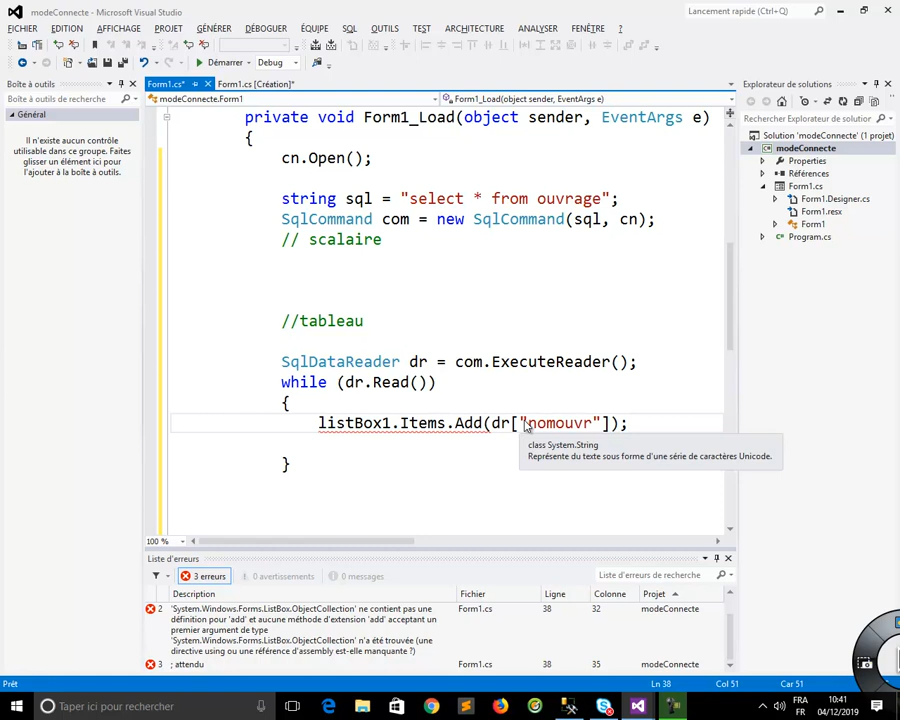 modeConnecte - Microsoft Visual Studio
Lancement rapide (Ctrl+Q)
FICHIER EDITION AFFICHAGE PROJET GÉNÉRER DÉBOGUER ÉQUIPE SQL OUTILS TEST ARCHITECTURE ANALYSER FENÊTRE ?
Démarrer Debug
Boîte à outils
Boîte à outils de recherche
Général
Il n'existe aucun contrôle
utilisable dans ce groupe. Faites
glisser un élément ici pour
l'ajouter à la boîte à outils.
Form1.cs* Form1.cs [Création]*
modeConnecte.Form1 Form1_Load(object sender, EventArgs e)
private void Form1_Load(object sender, EventArgs e)
{
cn.Open();
string sql = "select * from ouvrage";
SqlCommand com = new SqlCommand(sql, cn);
// scalaire
//tableau
SqlDataReader dr = com.ExecuteReader();
while (dr.Read())
{
listBox1.Items.Add(dr["nomouvr"]);
class System.String
Représente du texte sous forme d'une série de caractères Unicode.
}
100 %
Explorateur de solutions
Rechercher Explorateur de solution
Solution 'modeConnecte' (1 projet)
modeConnecte
Properties
Références
Form1.cs
Form1.Designer.cs
Form1.resx
Form1
Program.cs
Liste d'erreurs
3 erreurs 0 avertissements 0 messages
Liste d'erreurs de recherche
Description Fichier Ligne Colonne Projet
2 'System.Windows.Forms.ListBox.ObjectCollection' ne contient pas une
définition pour 'add' et aucune méthode d'extension 'add' acceptant un
premier argument de type
'System.Windows.Forms.ListBox.ObjectCollection' n'a été trouvée (une
directive using ou une référence d'assembly est-elle manquante ?)
Form1.cs 38 32 modeConnecte
3 ; attendu Form1.cs 38 35 modeConnecte
Prêt Ln 38 Col 51 Car 51
Taper ici pour rechercher
FRA
FR
10:41
04/12/2019